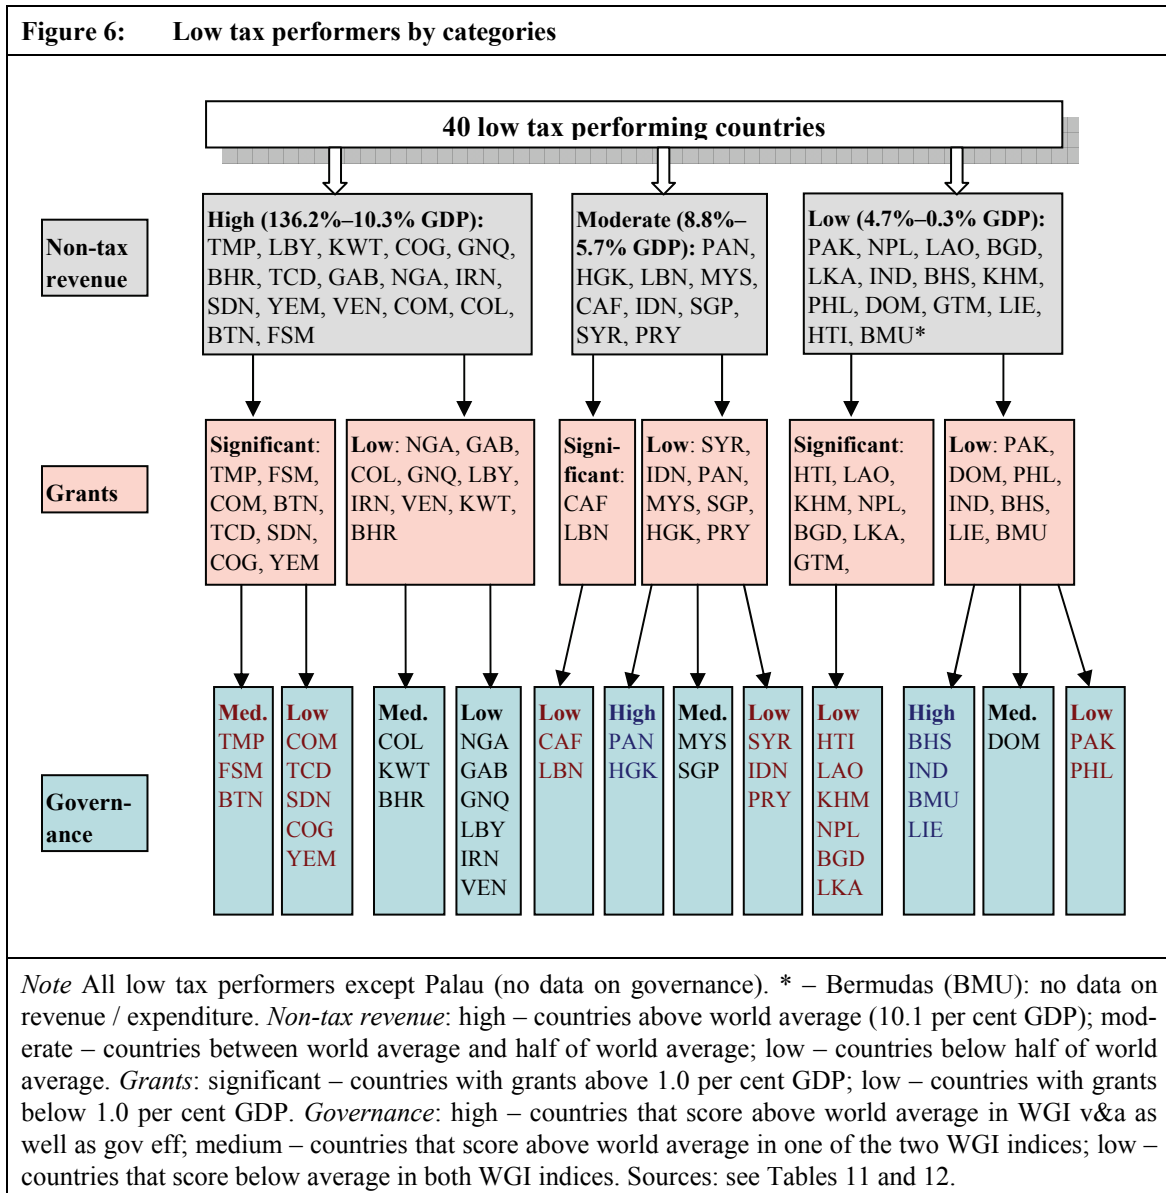 Figure 6: Low tax performers by categories
40 low tax performing countries
Non-tax
revenue
High (136.2%–10.3% GDP):
TMP, LBY, KWT, COG, GNQ,
BHR, TCD, GAB, NGA, IRN,
SDN, YEM, VEN, COM, COL,
BTN, FSM
Moderate (8.8%–
5.7% GDP): PAN,
HGK, LBN, MYS,
CAF, IDN, SGP,
SYR, PRY
Low (4.7%–0.3% GDP):
PAK, NPL, LAO, BGD,
LKA, IND, BHS, KHM,
PHL, DOM, GTM, LIE,
HTI, BMU*
Grants
Significant:
TMP, FSM,
COM, BTN,
TCD, SDN,
COG, YEM
Low: NGA, GAB,
COL, GNQ, LBY,
IRN, VEN, KWT,
BHR
Signi-
ficant:
CAF
LBN
Low: SYR,
IDN, PAN,
MYS, SGP,
HGK, PRY
Significant:
HTI, LAO,
KHM, NPL,
BGD, LKA,
GTM,
Low: PAK,
DOM, PHL,
IND, BHS,
LIE, BMU
Govern-
ance
Med.
TMP
FSM
BTN
Low
COM
TCD
SDN
COG
YEM
Med.
COL
KWT
BHR
Low
NGA
GAB
GNQ
LBY
IRN
VEN
Low
CAF
LBN
High
PAN
HGK
Med.
MYS
SGP
Low
SYR
IDN
PRY
Low
HTI
LAO
KHM
NPL
BGD
LKA
High
BHS
IND
BMU
LIE
Med.
DOM
Low
PAK
PHL
Note All low tax performers except Palau (no data on governance). * – Bermudas (BMU): no data on
revenue / expenditure. Non-tax revenue: high – countries above world average (10.1 per cent GDP); mod-
erate – countries between world average and half of world average; low – countries below half of world
average. Grants: significant – countries with grants above 1.0 per cent GDP; low – countries with grants
below 1.0 per cent GDP. Governance: high – countries that score above world average in WGI v&a as
well as gov eff; medium – countries that score above world average in one of the two WGI indices; low –
countries that score below average in both WGI indices. Sources: see Tables 11 and 12.